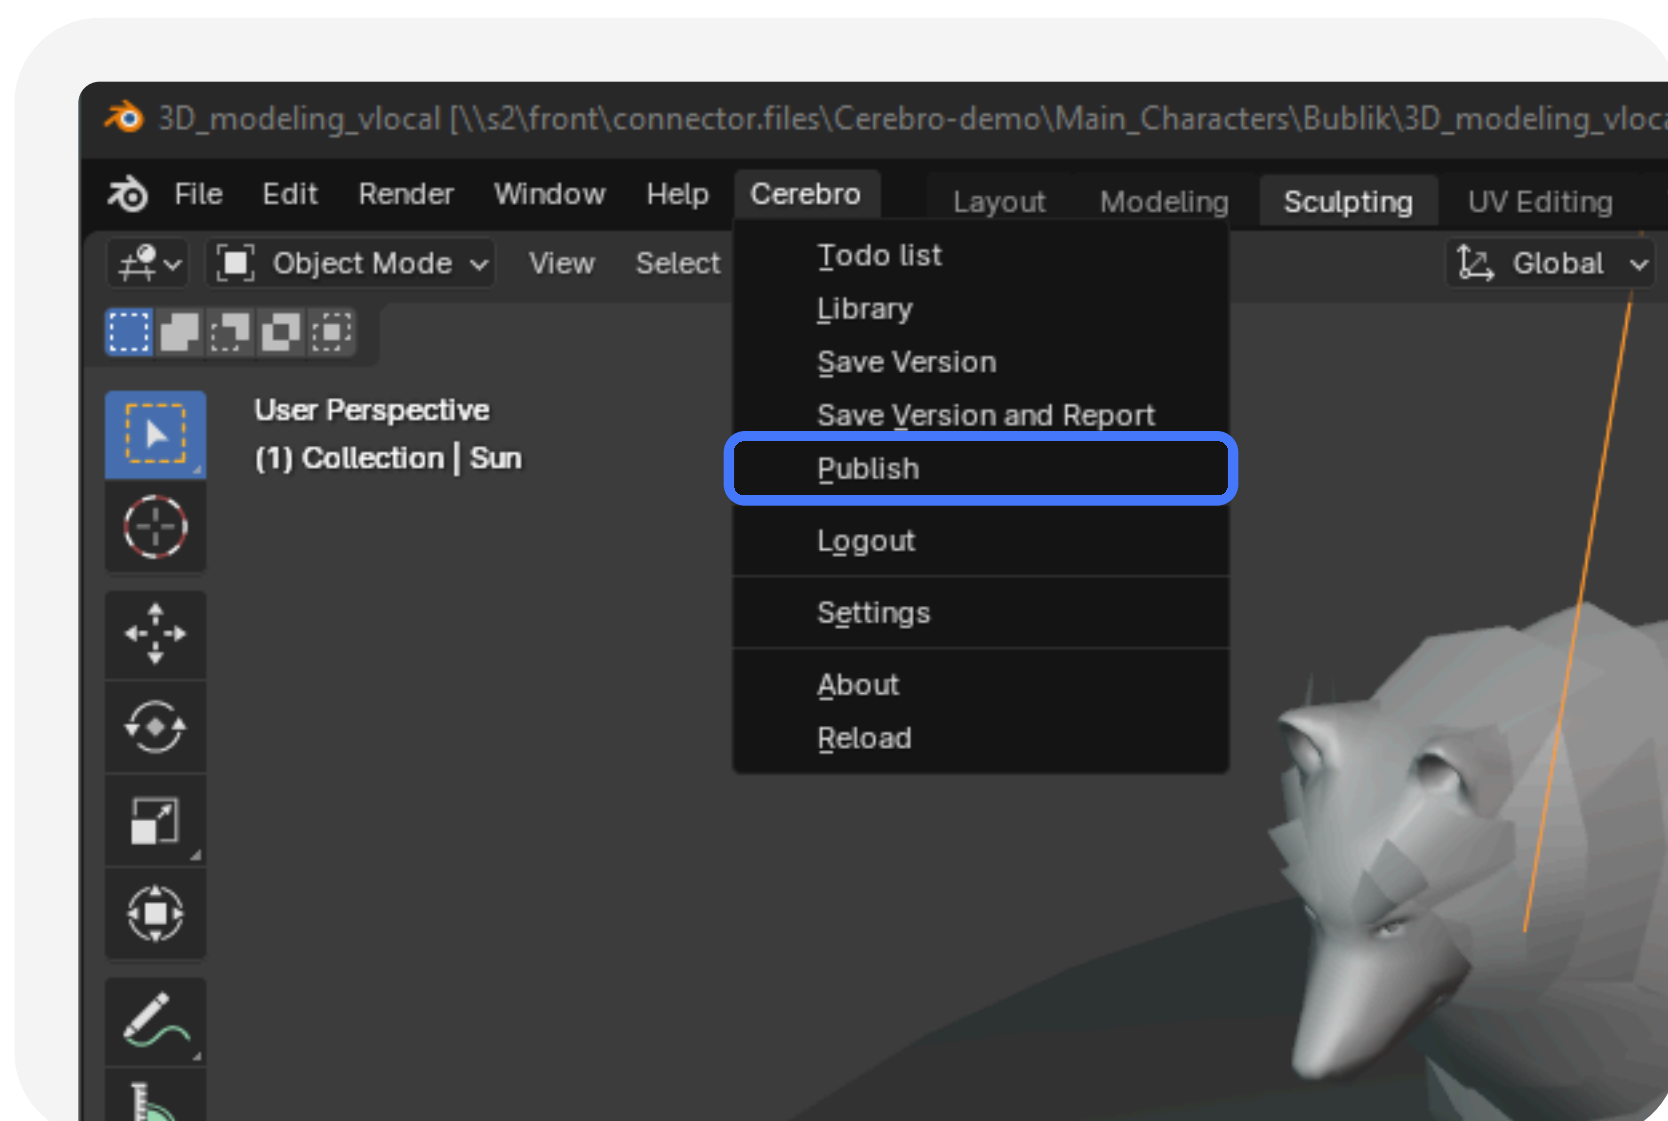 3D_modeling_vlocal [\\s2\front\connector.files\Cerebro-demo\Main_Characters\Bublik\3D_modeling_vloca
File Edit Render Window Help Cerebro Layout Modeling Sculpting UV Editing
Object Mode View Select Global
Todo list
Library
Save Version
Save Version and Report
Publish
Logout
Settings
About
Reload
User Perspective
(1) Collection | Sun